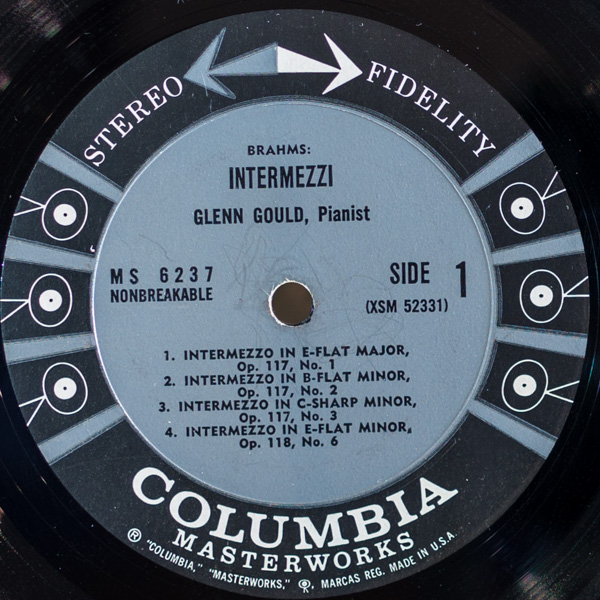 STEREO FIDELITY
BRAHMS:
INTERMEZZI
GLENN GOULD, Pianist
MS 6237
NONBREAKABLE
SIDE 1
(XSM 52331)
1. INTERMEZZO IN E-FLAT MAJOR,
Op. 117, No. 1
2. INTERMEZZO IN B-FLAT MINOR,
Op. 117, No. 2
3. INTERMEZZO IN C-SHARP MINOR,
Op. 117, No. 3
4. INTERMEZZO IN E-FLAT MINOR,
Op. 118, No. 6
COLUMBIA
MASTERWORKS
® "COLUMBIA," "MASTERWORKS," MARCAS REG. MADE IN U.S.A.